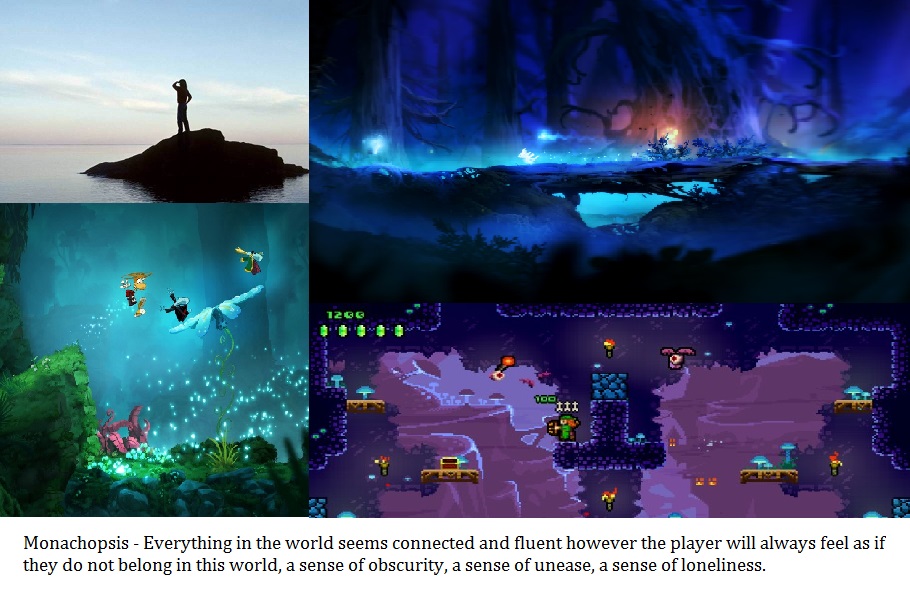 1200
100
Monachopsis - Everything in the world seems connected and fluent however the player will always feel as if
they do not belong in this world, a sense of obscurity, a sense of unease, a sense of loneliness.